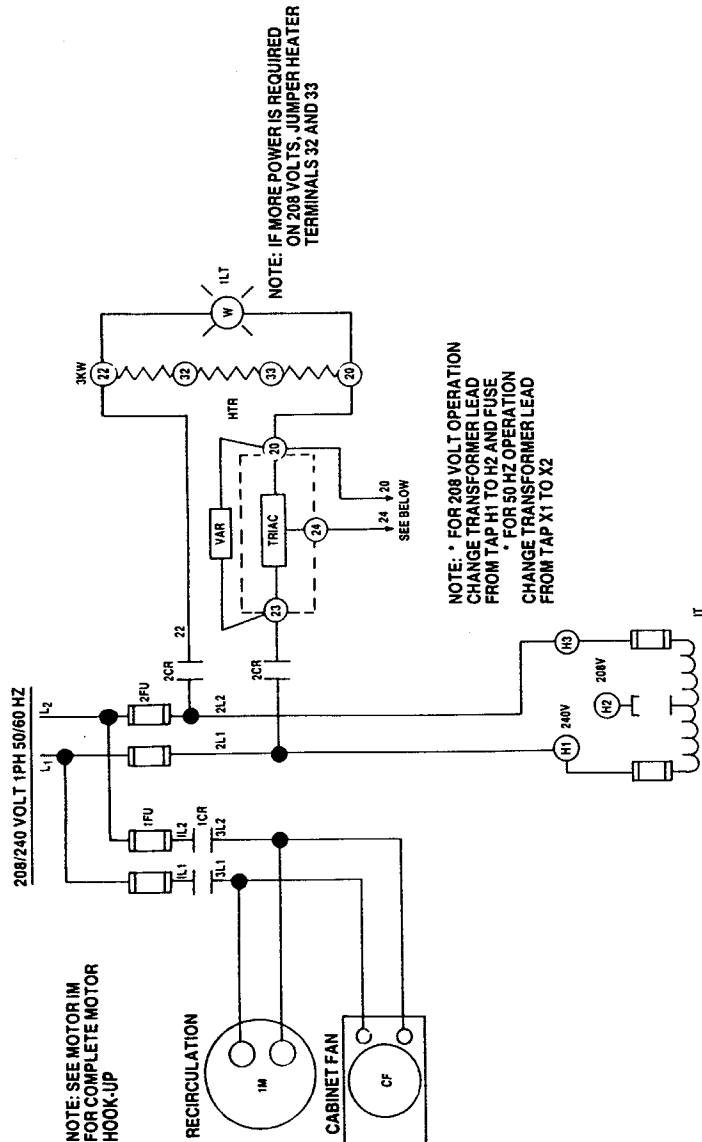 208/240 VOLT 1PH 50/60 HZ
L1
L2
NOTE: SEE MOTOR IM
FOR COMPLETE MOTOR
HOOK-UP
1FU
2FU
1L1
1L2
1CR
3L1
3L2
2L1
2L2
2CR
22
2CR
RECIRCULATION
1M
CABINET FAN
CF
3KW
22
32
33
20
HTR
W
1LT
NOTE: IF MORE POWER IS REQUIRED
ON 208 VOLTS, JUMPER HEATER
TERMINALS 32 AND 33
VAR
TRIAC
23
20
24
24
20
SEE BELOW
NOTE: * FOR 208 VOLT OPERATION
CHANGE TRANSFORMER LEAD
FROM TAP H1 TO H2 AND FUSE
* FOR 50 HZ OPERATION
CHANGE TRANSFORMER LEAD
FROM TAP X1 TO X2
240V
208V
H1
H2
H3
IT